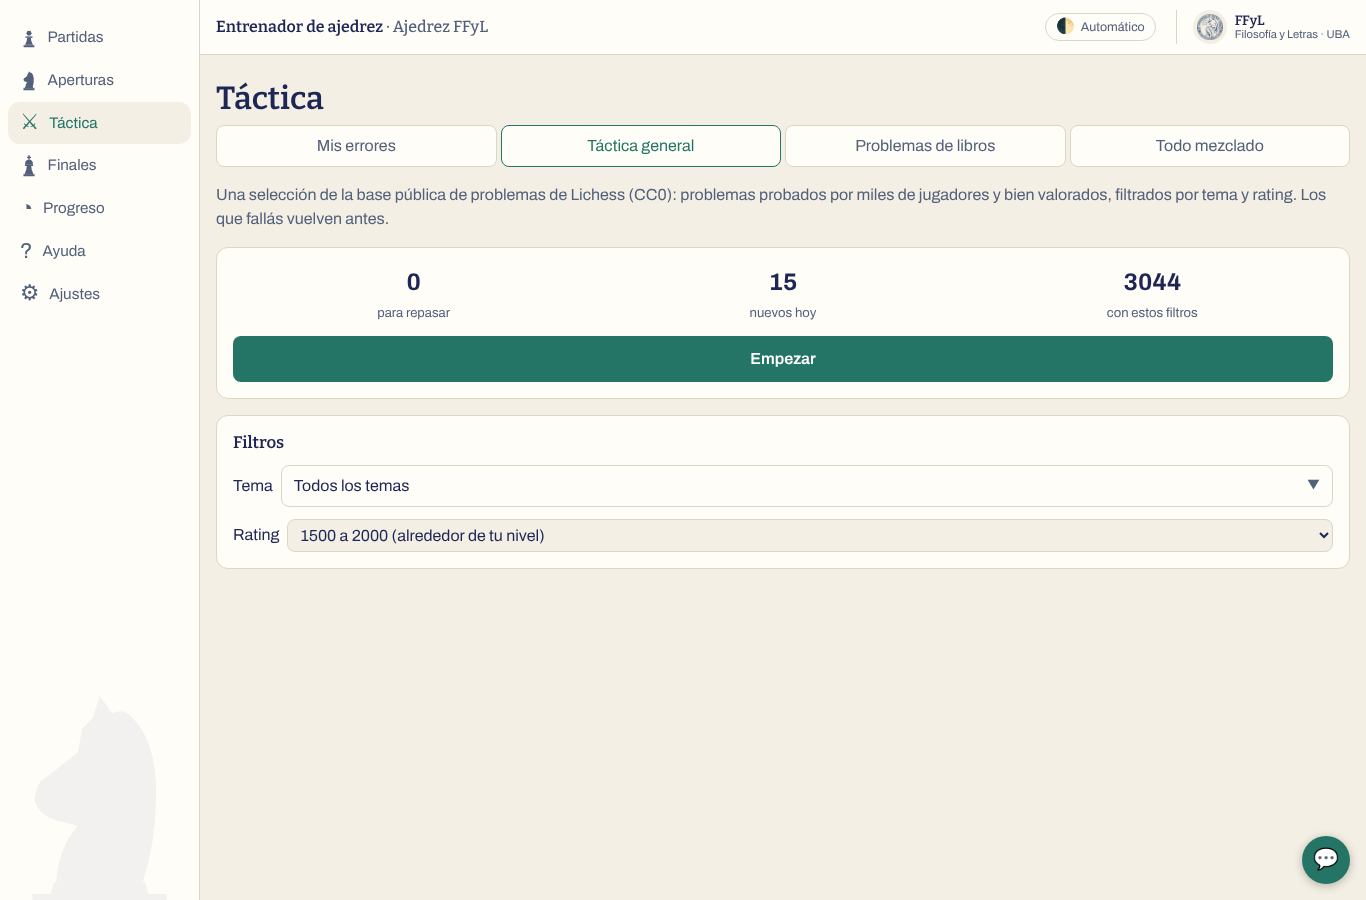 Partidas
Aperturas
Táctica
Finales
Progreso
? Ayuda
Ajustes
Entrenador de ajedrez · Ajedrez FFyL
Automático
FFyL
Filosofía y Letras · UBA
Táctica
Mis errores
Táctica general
Problemas de libros
Todo mezclado
Una selección de la base pública de problemas de Lichess (CC0): problemas probados por miles de jugadores y bien valorados, filtrados por tema y rating. Los
que fallás vuelven antes.
0
para repasar
15
nuevos hoy
3044
con estos filtros
Empezar
Filtros
Tema
Todos los temas
Rating
1500 a 2000 (alrededor de tu nivel)